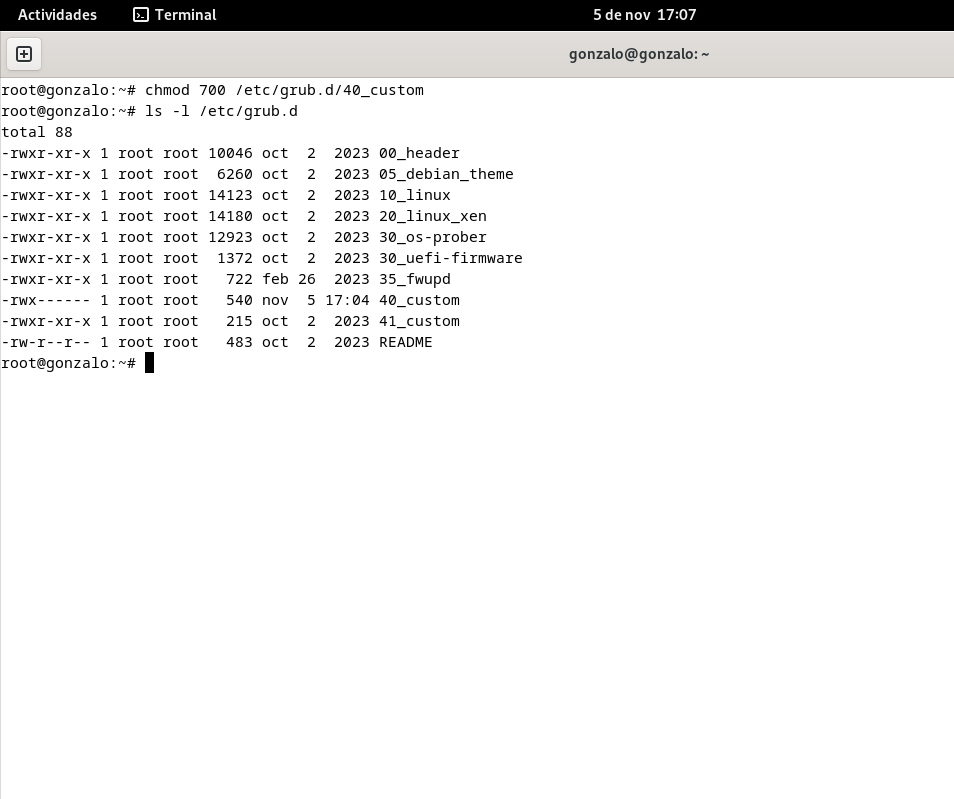 Actividades Terminal 5 de nov 17:07
gonzalo@gonzalo: ~
root@gonzalo:~# chmod 700 /etc/grub.d/40_custom
root@gonzalo:~# ls -l /etc/grub.d
total 88
-rwxr-xr-x 1 root root 10046 oct  2  2023 00_header
-rwxr-xr-x 1 root root  6260 oct  2  2023 05_debian_theme
-rwxr-xr-x 1 root root 14123 oct  2  2023 10_linux
-rwxr-xr-x 1 root root 14180 oct  2  2023 20_linux_xen
-rwxr-xr-x 1 root root 12923 oct  2  2023 30_os-prober
-rwxr-xr-x 1 root root  1372 oct  2  2023 30_uefi-firmware
-rwxr-xr-x 1 root root   722 feb 26  2023 35_fwupd
-rwx------ 1 root root   540 nov  5 17:04 40_custom
-rwxr-xr-x 1 root root   215 oct  2  2023 41_custom
-rw-r--r-- 1 root root   483 oct  2  2023 README
root@gonzalo:~#